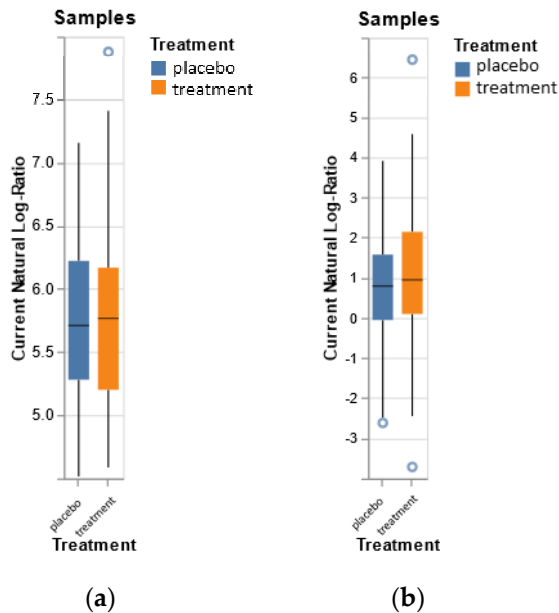 Samples
Treatment
placebo
treatment
Current Natural Log-Ratio
7.5
7.0
6.5
6.0
5.5
5.0
placebo
treatment
Treatment
(a)
Samples
Treatment
placebo
treatment
Current Natural Log-Ratio
6
5
4
3
2
1
0
-1
-2
-3
placebo
treatment
Treatment
(b)